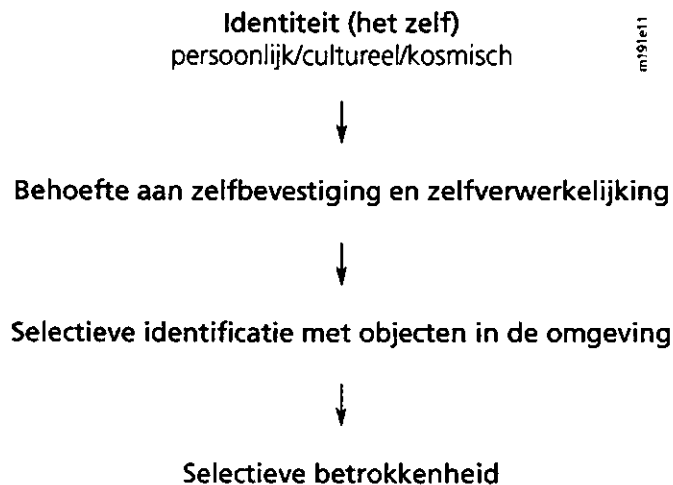 Identiteit (het zelf)
persoonlijk/cultureel/kosmisch
m191e11
Behoefte aan zelfbevestiging en zelfverwerkelijking
Selectieve identificatie met objecten in de omgeving
Selectieve betrokkenheid